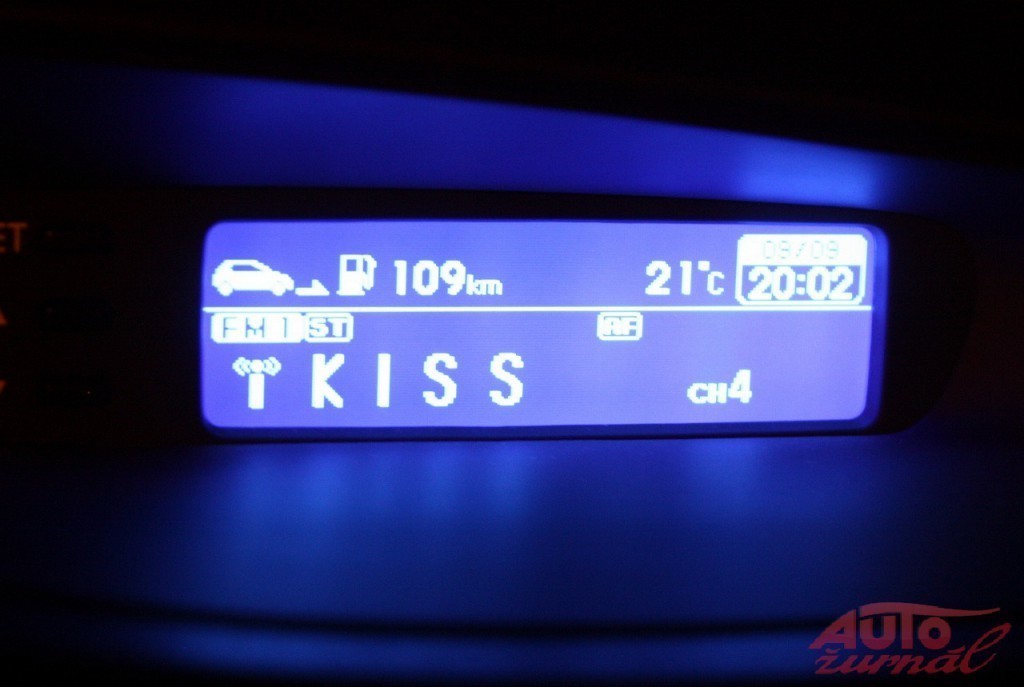 109km 21°C 09/09
20:02
FM1 ST AF
KISS CH4
AUTO
žurnál